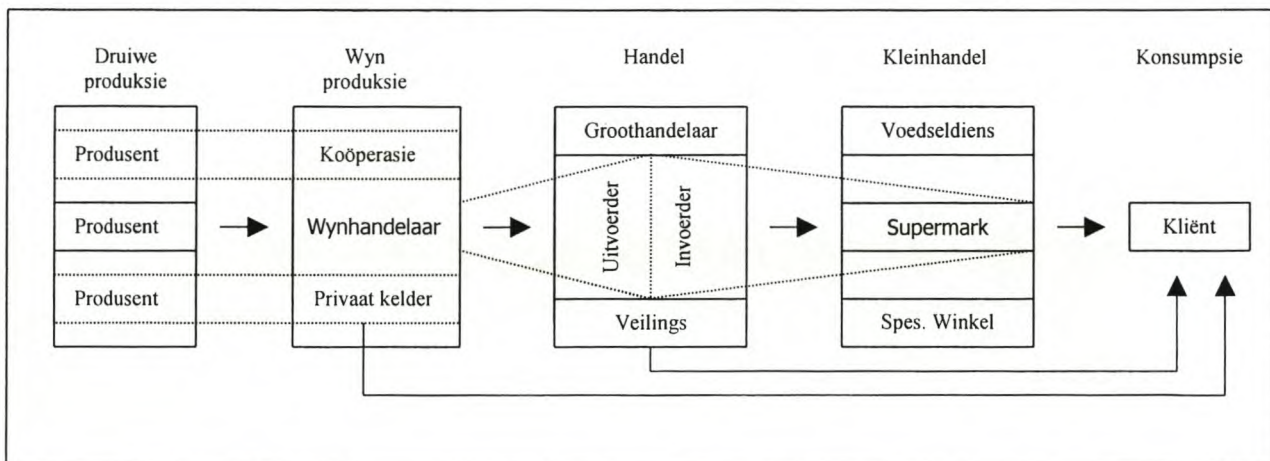 Druiwe
produksie
Wyn
produksie
Handel
Kleinhandel
Konsumpsie
Produsent
Produsent
Produsent
Koöperasie
Wynhandelaar
Privaat kelder
Groothandelaar
Uitvoerder
Invoerder
Veilings
Voedseldiens
Supermark
Spes. Winkel
Kliënt